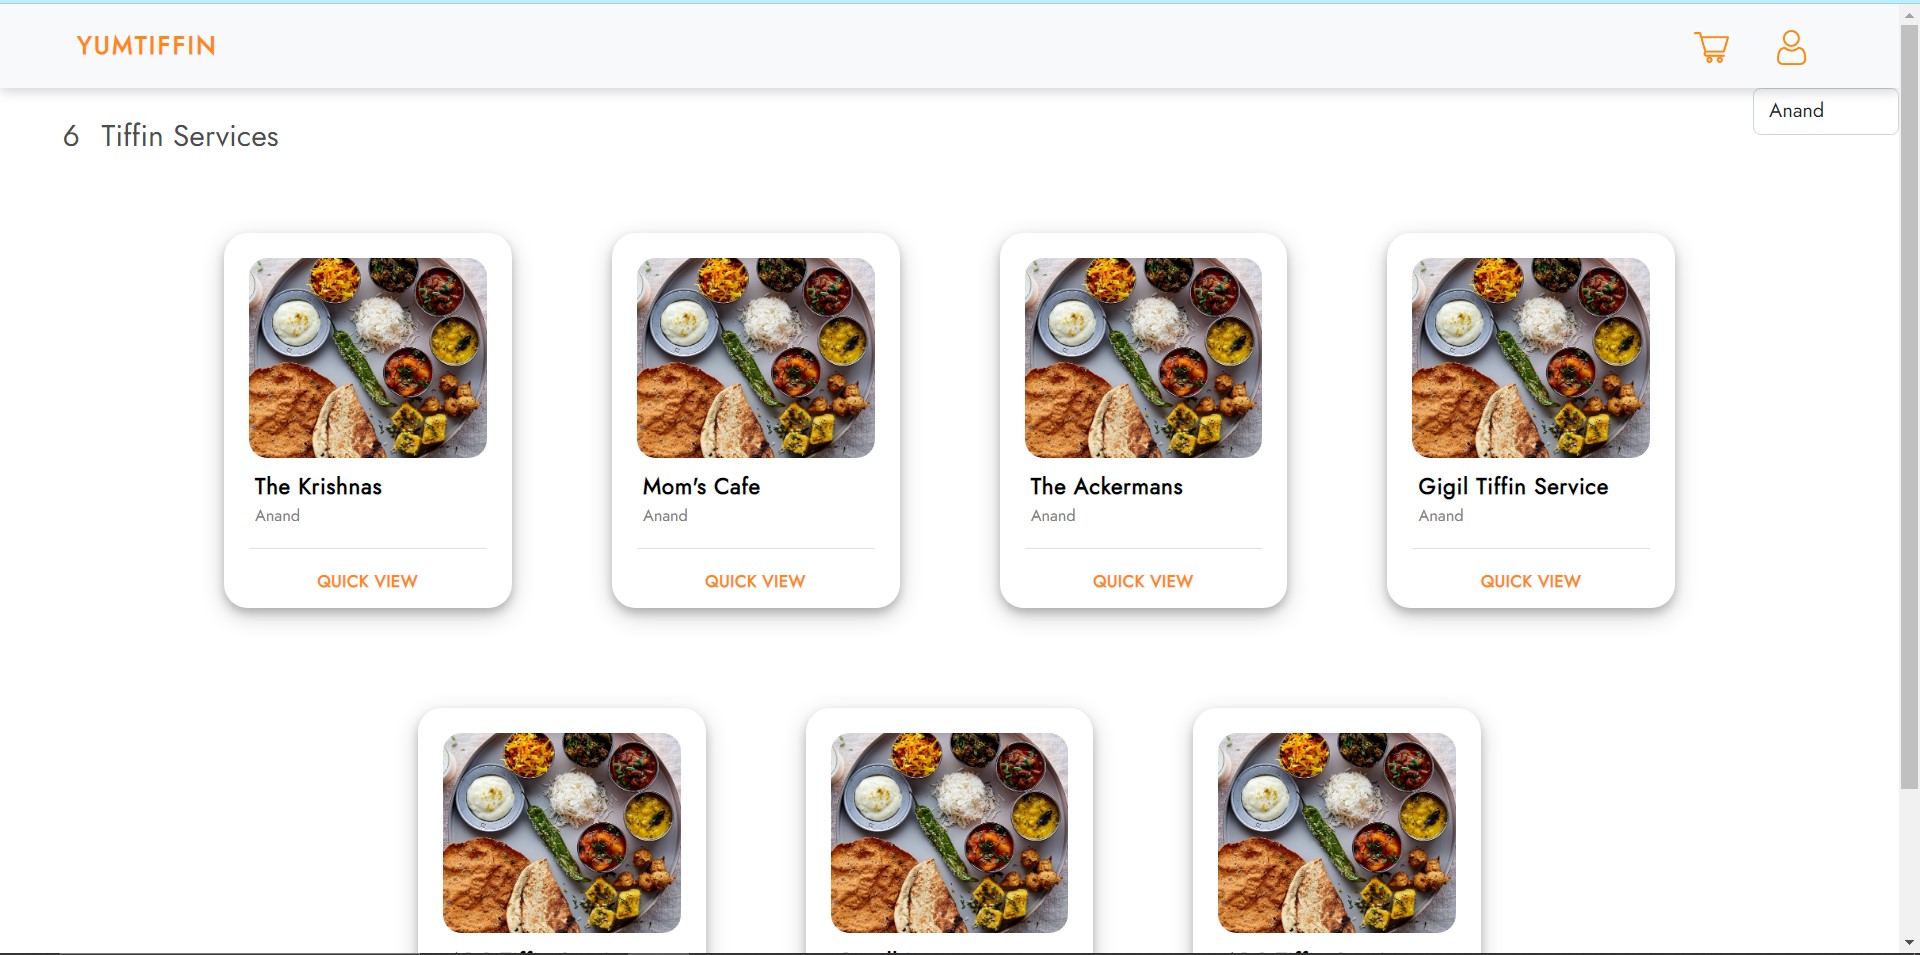 YUMTIFFIN
Anand
6 Tiffin Services
The Krishnas
Anand
QUICK VIEW
Mom's Cafe
Anand
QUICK VIEW
The Ackermans
Anand
QUICK VIEW
Gigil Tiffin Service
Anand
QUICK VIEW